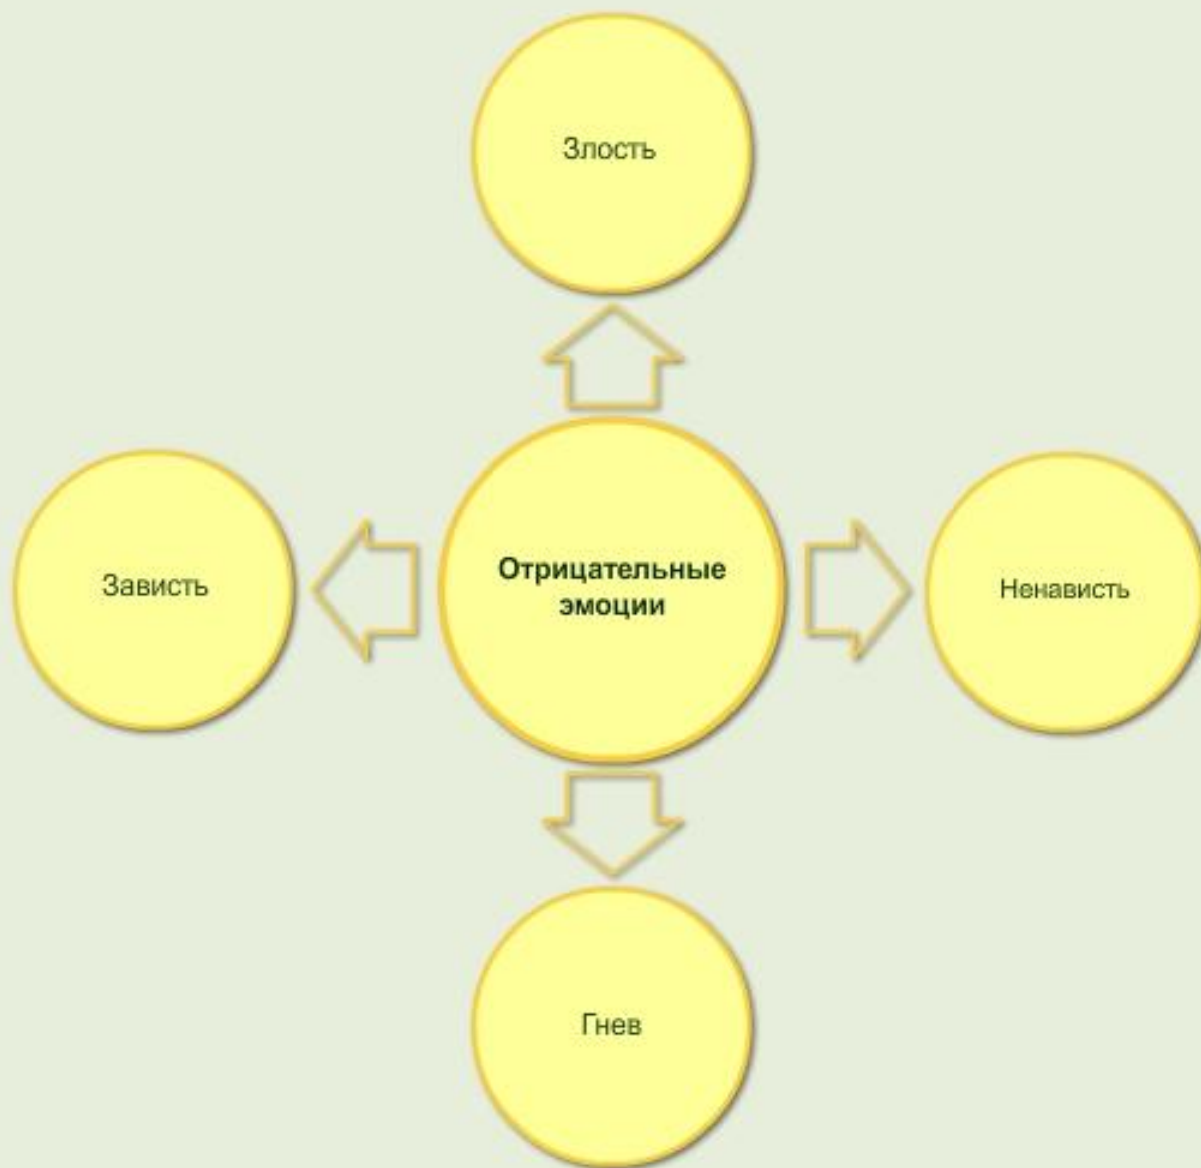 Злость
Зависть
Отрицательные
эмоции
Ненависть
Гнев